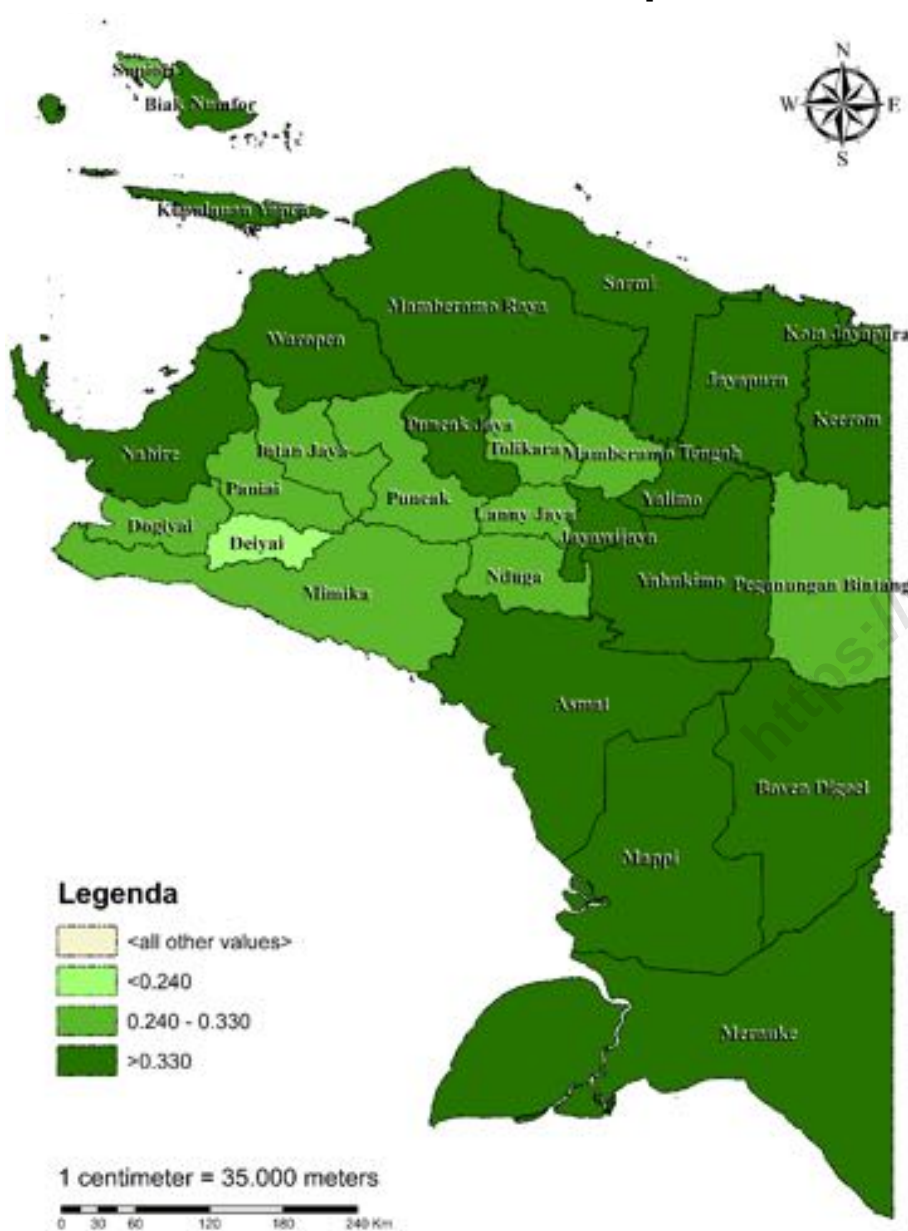 N
W E
S
Supiori
Biak Numfor
Kepulauan Yapen
Sarmi
Mamberamo Raya
Kota Jayapura
Waropen
Jayapura
Keerom
Puncak Jaya
Nabire
Intan Jaya
Tolikara
Mamberamo Tengah
Paniai
Puncak
Yalimo
Dogiyai
Lanny Jaya
Deiyai
Jayawijaya
Nduga
Yahukimo
Pegunungan Bintang
Mimika
https://
Asmat
Boven Digoel
Mappi
Merauke
Legenda
<all other values>
<0.240
0.240 - 0.330
>0.330
1 centimeter = 35.000 meters
0 30 60 120 180 240 Km